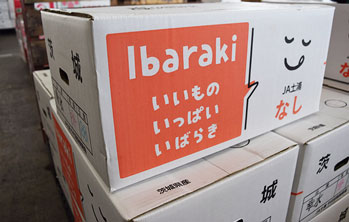 茨城
Ibaraki
いいもの
いっぱい
いばらき
JA土浦
なし
茨城県産
城
茨